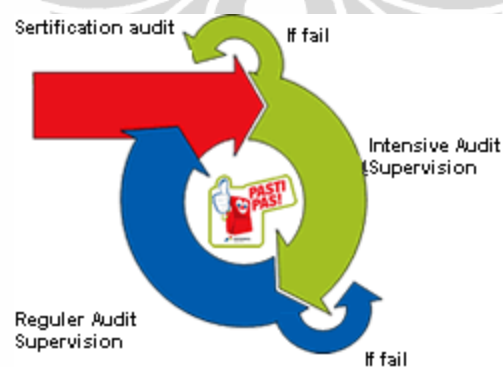 Sertification audit
If fail
Intensive Audit
Supervision
PASTI
PAS!
Reguler Audit
Supervision
If fail